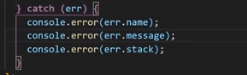 } catch (err) {
console.error(err.name);
console.error(err.message);
console.error(err.stack);
}